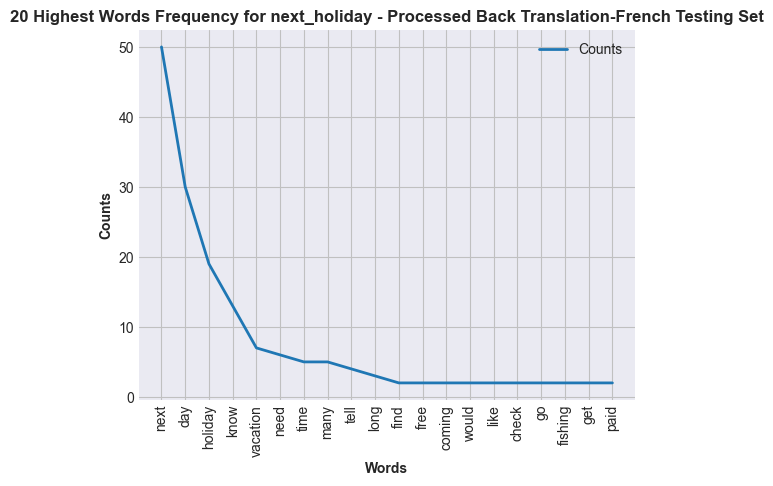 20 Highest Words Frequency for next_holiday - Processed Back Translation-French Testing Set
Counts
50
40
30
20
10
0
Counts
next
day
holiday
know
vacation
need
time
many
tell
long
find
free
coming
would
like
check
go
fishing
get
paid
Words